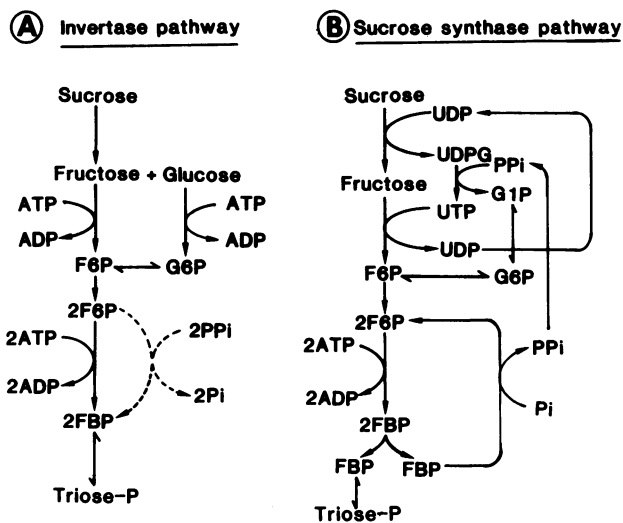 A Invertase pathway
Sucrose
Fructose + Glucose
ATP ATP
ADP ADP
F6P G6P
2F6P
2ATP 2PPi
2ADP 2Pi
2FBP
Triose-P
B Sucrose synthase pathway
Sucrose
UDP
UDPG PPi
Fructose G1P
UTP
UDP
F6P G6P
2F6P
2ATP PPi
2ADP Pi
2FBP
FBP FBP
Triose-P